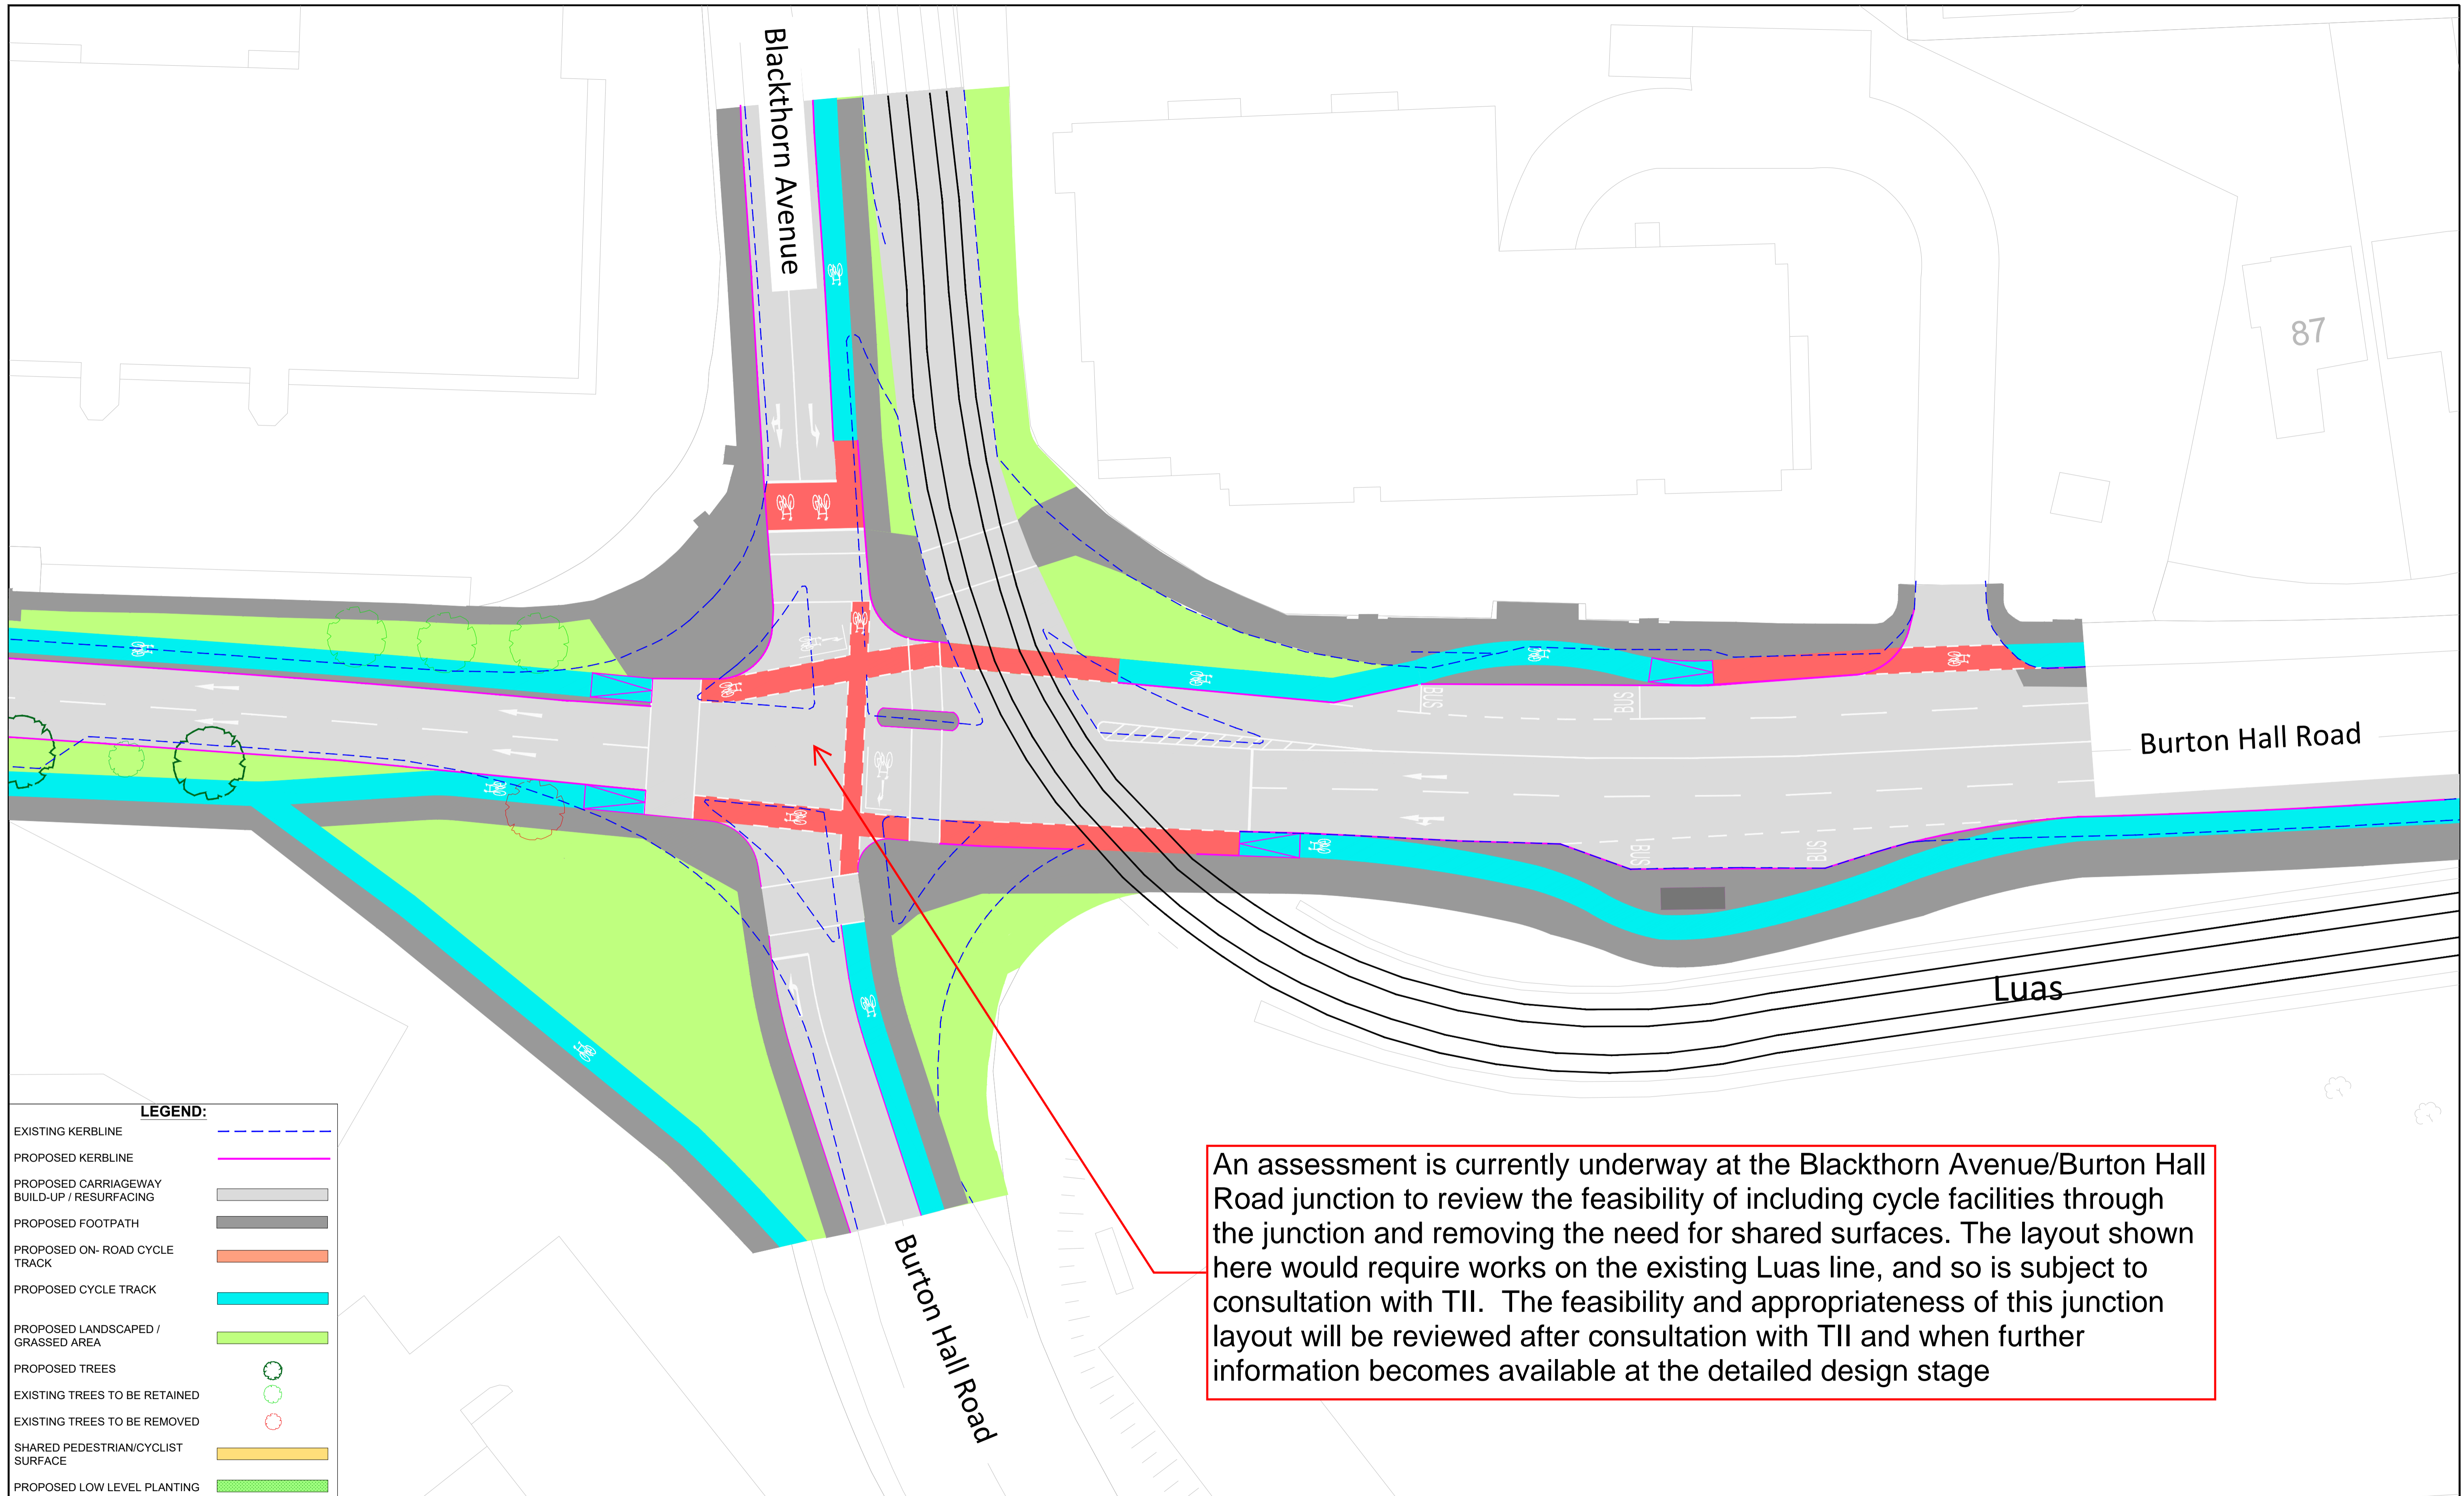 Blackthorn Avenue
87
BUS
BUS
Burton Hall Road
BUS
BUS
Luas
Burton Hall Road
LEGEND:
EXISTING KERBLINE
PROPOSED KERBLINE
PROPOSED CARRIAGEWAY
BUILD-UP / RESURFACING
PROPOSED FOOTPATH
PROPOSED ON- ROAD CYCLE
TRACK
PROPOSED CYCLE TRACK
PROPOSED LANDSCAPED /
GRASSED AREA
PROPOSED TREES
EXISTING TREES TO BE RETAINED
EXISTING TREES TO BE REMOVED
SHARED PEDESTRIAN/CYCLIST
SURFACE
PROPOSED LOW LEVEL PLANTING
An assessment is currently underway at the Blackthorn Avenue/Burton Hall
Road junction to review the feasibility of including cycle facilities through
the junction and removing the need for shared surfaces. The layout shown
here would require works on the existing Luas line, and so is subject to
consultation with TII.  The feasibility and appropriateness of this junction
layout will be reviewed after consultation with TII and when further
information becomes available at the detailed design stage